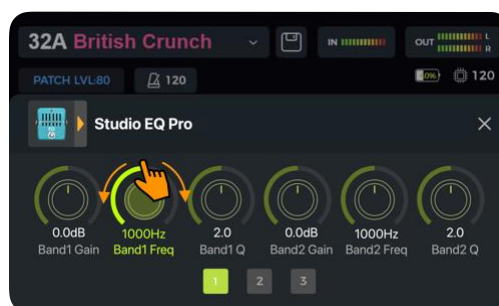 32A British Crunch
IN
OUT
L
R
PATCH LVL:80
120
120
Studio EQ Pro
0.0dB
1000Hz
2.0
0.0dB
1000Hz
2.0
Band1 Gain
Band1 Freq
Band1 Q
Band2 Gain
Band2 Freq
Band2 Q
1
2
3